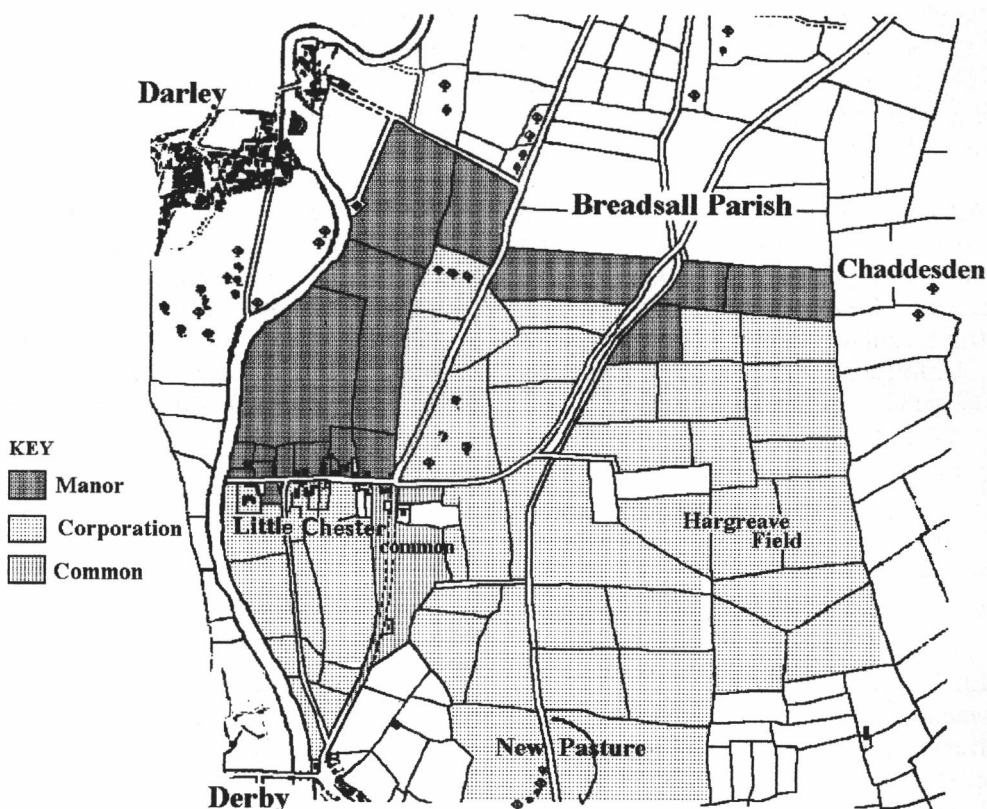 Darley
Breadsall Parish
Chaddesden
KEY
Manor
Corporation
Common
Little Chester
common
Hargreave
Field
New Pasture
Derby